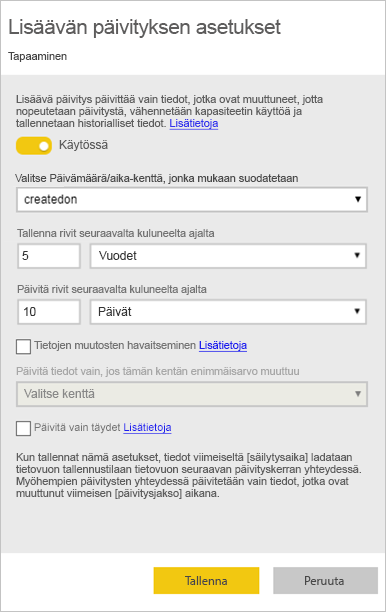 Lisäävän päivityksen asetukset
Tapaaminen
Lisäävä päivitys päivittää vain tiedot, jotka ovat muuttuneet, jotta
nopeutetaan päivitystä, vähennetään kapasiteetin käyttöä ja
tallennetaan historialliset tiedot. Lisätietoja
Käytössä
Valitse Päivämäärä/aika-kenttä, jonka mukaan suodatetaan
createdon
Tallenna rivit seuraavalta kuluneelta ajalta
5 Vuodet
Päivitä rivit seuraavalta kuluneelta ajalta
10 Päivät
Tietojen muutosten havaitseminen Lisätietoja
Päivitä tiedot vain, jos tämän kentän enimmäisarvo muuttuu
Valitse kenttä
Päivitä vain täydet Lisätietoja
Kun tallennat nämä asetukset, tiedot viimeiseltä [säilytysaika] ladataan
tietovuon tallennustilaan tietovuon seuraavan päivityskerran yhteydessä.
Myöhempien päivitysten yhteydessä päivitetään vain tiedot, jotka ovat
muuttunut viimeisen [päivitysjakso] aikana.
Tallenna Peruuta